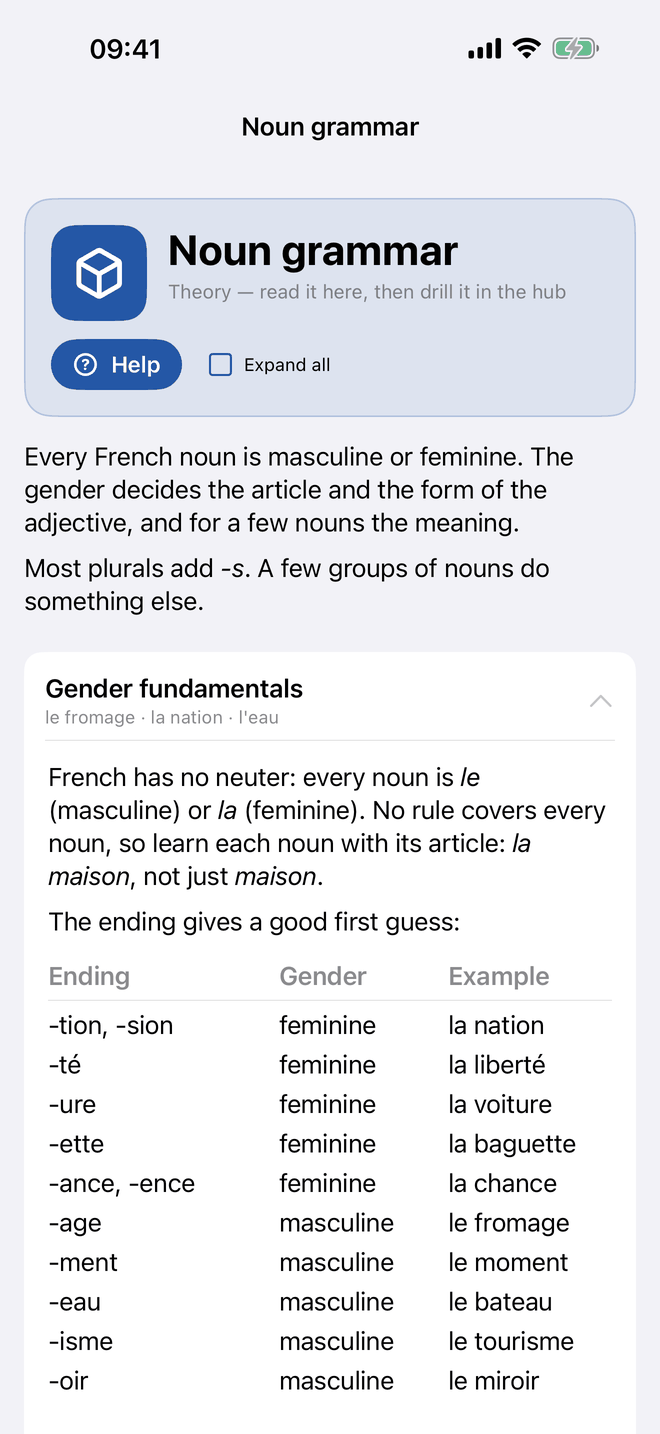 09:41
Noun grammar
Noun grammar
Theory — read it here, then drill it in the hub
Help
Expand all
Every French noun is masculine or feminine. The
gender decides the article and the form of the
adjective, and for a few nouns the meaning.
Most plurals add -s. A few groups of nouns do
something else.
Gender fundamentals
le fromage · la nation · l'eau
French has no neuter: every noun is le
(masculine) or la (feminine). No rule covers every
noun, so learn each noun with its article: la
maison, not just maison.
The ending gives a good first guess:
Ending Gender Example
-tion, -sion feminine la nation
-té feminine la liberté
-ure feminine la voiture
-ette feminine la baguette
-ance, -ence feminine la chance
-age masculine le fromage
-ment masculine le moment
-eau masculine le bateau
-isme masculine le tourisme
-oir masculine le miroir